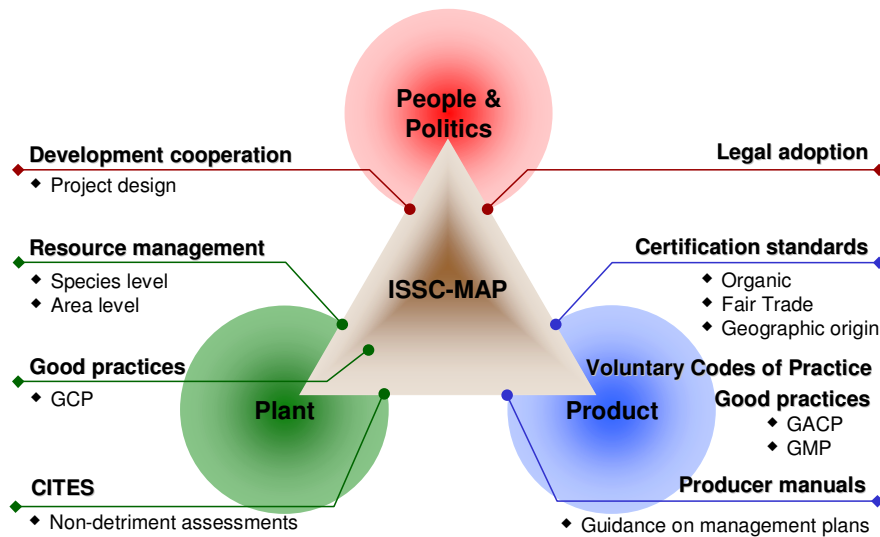 People &
Politics
Development cooperation
◆ Project design
Legal adoption
Resource management
◆ Species level
◆ Area level
ISSC-MAP
Certification standards
◆ Organic
◆ Fair Trade
◆ Geographic origin
Good practices
◆ GCP
Plant
Voluntary Codes of Practice
Product
Good practices
◆ GACP
◆ GMP
CITES
◆ Non-detriment assessments
Producer manuals
◆ Guidance on management plans